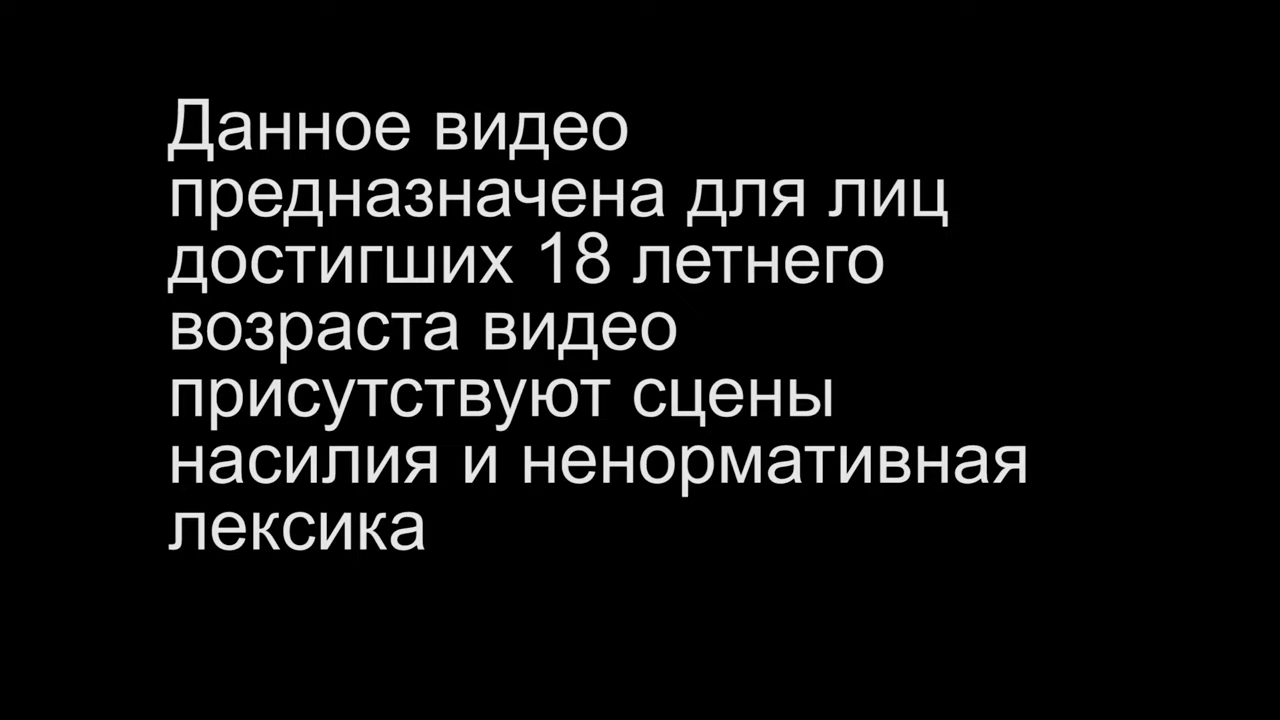 Данное видео
предназначена для лиц
достигших 18 летнего
возраста видео
присутствуют сцены
насилия и ненормативная
лексика